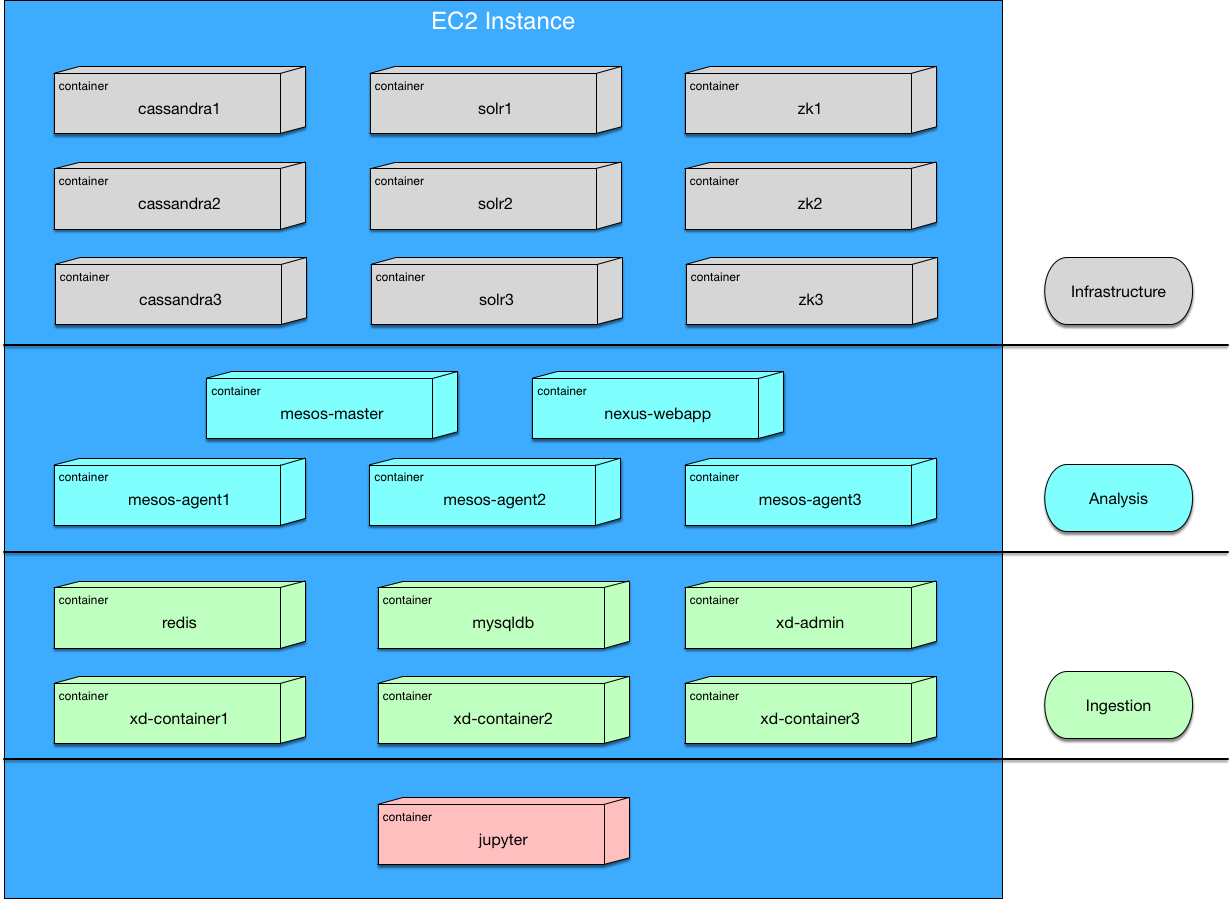 EC2 Instance
container
cassandra1
container
solr1
container
zk1
container
cassandra2
container
solr2
container
zk2
container
cassandra3
container
solr3
container
zk3
Infrastructure
container
mesos-master
container
nexus-webapp
container
mesos-agent1
container
mesos-agent2
container
mesos-agent3
Analysis
container
redis
container
mysqldb
container
xd-admin
container
xd-container1
container
xd-container2
container
xd-container3
Ingestion
container
jupyter